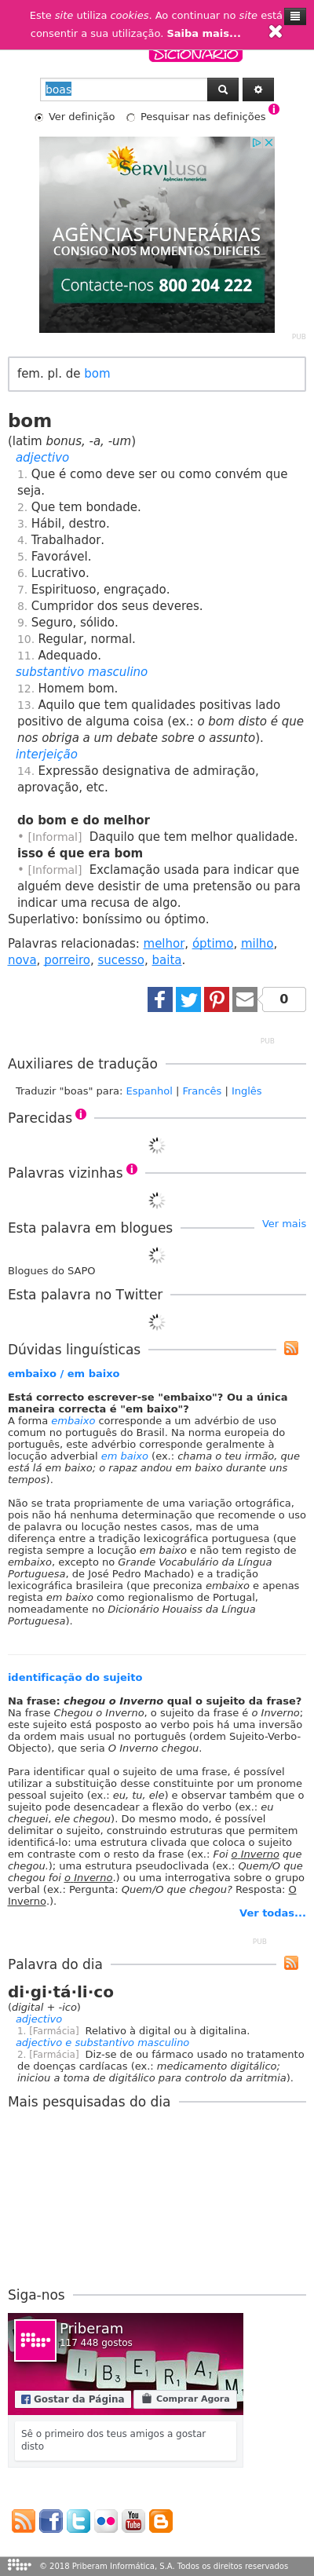 Este site utiliza cookies. Ao continuar no site está a
consentir a sua utilização. Saiba mais...
DICIONÁRIO
boas
Ver definição Pesquisar nas definições
Servilusa
Agências funerárias
AGÊNCIAS FUNERÁRIAS
CONSIGO NOS MOMENTOS DIFÍCEIS
Contacte-nos 800 204 222
PUB
fem. pl. de bom
bom
(latim bonus, -a, -um)
adjectivo
1. Que é como deve ser ou como convém que
seja.
2. Que tem bondade.
3. Hábil, destro.
4. Trabalhador.
5. Favorável.
6. Lucrativo.
7. Espirituoso, engraçado.
8. Cumpridor dos seus deveres.
9. Seguro, sólido.
10. Regular, normal.
11. Adequado.
substantivo masculino
12. Homem bom.
13. Aquilo que tem qualidades positivas lado
positivo de alguma coisa (ex.: o bom disto é que
nos obriga a um debate sobre o assunto).
interjeição
14. Expressão designativa de admiração,
aprovação, etc.
do bom e do melhor
• [Informal] Daquilo que tem melhor qualidade.
isso é que era bom
• [Informal] Exclamação usada para indicar que
alguém deve desistir de uma pretensão ou para
indicar uma recusa de algo.
Superlativo: boníssimo ou óptimo.
Palavras relacionadas: melhor, óptimo, milho,
nova, porreiro, sucesso, baita.
0
PUB
Auxiliares de tradução
Traduzir "boas" para: Espanhol | Francês | Inglês
Parecidas
Palavras vizinhas
Esta palavra em blogues Ver mais
Blogues do SAPO
Esta palavra no Twitter
Dúvidas linguísticas
embaixo / em baixo
Está correcto escrever-se "embaixo"? Ou a única
maneira correcta é "em baixo"?
A forma embaixo corresponde a um advérbio de uso
comum no português do Brasil. Na norma europeia do
português, este advérbio corresponde geralmente à
locução adverbial em baixo (ex.: chama o teu irmão, que
está lá em baixo; o rapaz andou em baixo durante uns
tempos).
Não se trata propriamente de uma variação ortográfica,
pois não há nenhuma determinação que recomende o uso
de palavra ou locução nestes casos, mas de uma
diferença entre a tradição lexicográfica portuguesa (que
regista sempre a locução em baixo e não tem registo de
embaixo, excepto no Grande Vocabulário da Língua
Portuguesa, de José Pedro Machado) e a tradição
lexicográfica brasileira (que preconiza embaixo e apenas
regista em baixo como regionalismo de Portugal,
nomeadamente no Dicionário Houaiss da Língua
Portuguesa).
identificação do sujeito
Na frase: chegou o Inverno qual o sujeito da frase?
Na frase Chegou o Inverno, o sujeito da frase é o Inverno;
este sujeito está posposto ao verbo pois há uma inversão
da ordem mais usual no português (ordem Sujeito-Verbo-
Objecto), que seria O Inverno chegou.
Para identificar qual o sujeito de uma frase, é possível
utilizar a substituição desse constituinte por um pronome
pessoal sujeito (ex.: eu, tu, ele) e observar também que o
sujeito pode desencadear a flexão do verbo (ex.: eu
cheguei, ele chegou). Do mesmo modo, é possível
delimitar o sujeito, construindo estruturas que permitem
identificá-lo: uma estrutura clivada que coloca o sujeito
em contraste com o resto da frase (ex.: Foi o Inverno que
chegou.); uma estrutura pseudoclivada (ex.: Quem/O que
chegou foi o Inverno.) ou uma interrogativa sobre o grupo
verbal (ex.: Pergunta: Quem/O que chegou? Resposta: O
Inverno.).
Ver todas...
PUB
Palavra do dia
di·gi·tá·li·co
(digital + -ico)
adjectivo
1. [Farmácia] Relativo à digital ou à digitalina.
adjectivo e substantivo masculino
2. [Farmácia] Diz-se de ou fármaco usado no tratamento
de doenças cardíacas (ex.: medicamento digitálico;
iniciou a toma de digitálico para controlo da arritmia).
Mais pesquisadas do dia
Siga-nos
Priberam
117 448 gostos
I B E R A M
Gostar da Página Comprar Agora
Sê o primeiro dos teus amigos a gostar
disto
You Tube
© 2018 Priberam Informática, S.A. Todos os direitos reservados